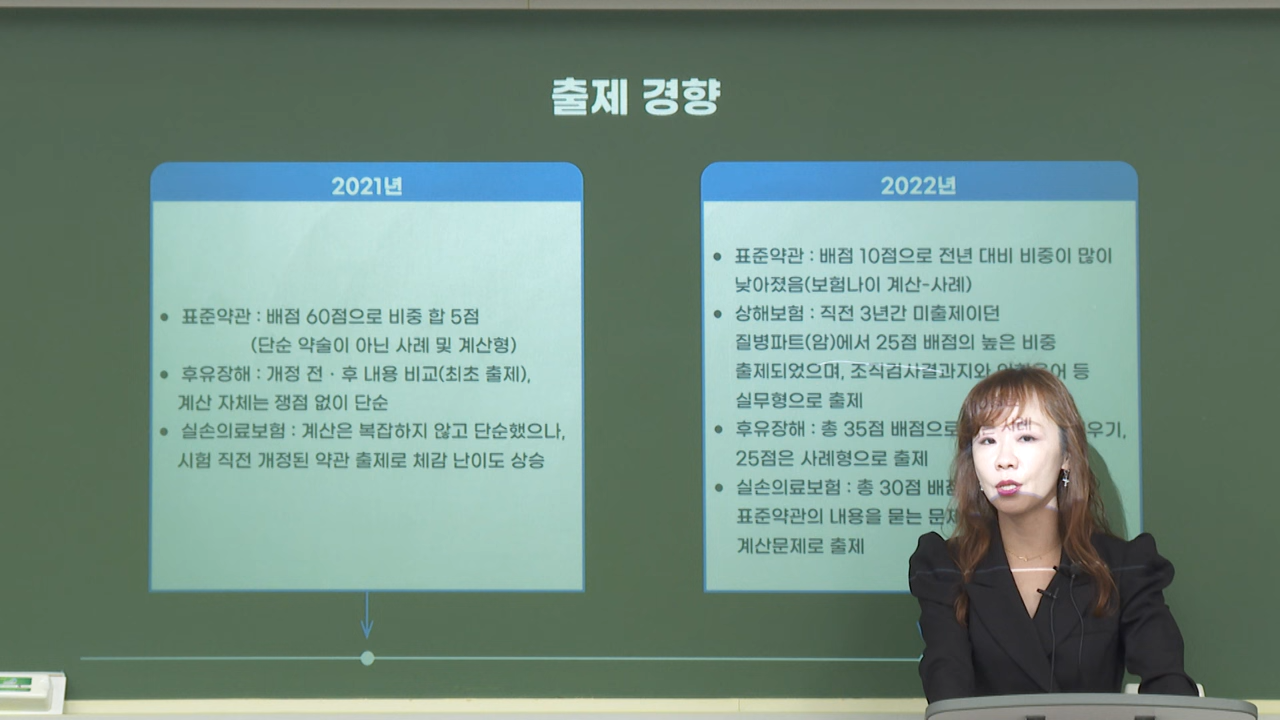 출제 경향
2021년
• 표준약관 : 배점 60점으로 비중 합 5점
(단순 약술이 아닌 사례 및 계산형)
• 후유장해 : 개정 전 · 후 내용 비교(최초 출제),
계산 자체는 쟁점 없이 단순
• 실손의료보험 : 계산은 복잡하지 않고 단순했으나,
시험 직전 개정된 약관 출제로 체감 난이도 상승
2022년
• 표준약관 : 배점 10점으로 전년 대비 비중이 많이
낮아졌음(보험나이 계산-사례)
• 상해보험 : 직전 3년간 미출제이던
질병파트(암)에서 25점 배점의 높은 비중
출제되었으며, 조직검사결과지와 등
실무형으로 출제
• 후유장해 : 총 35점 배점으로 우기,
25점은 사례형으로 출제
• 실손의료보험 : 총 30점
표준약관의 내용을 묻는
계산문제로 출제